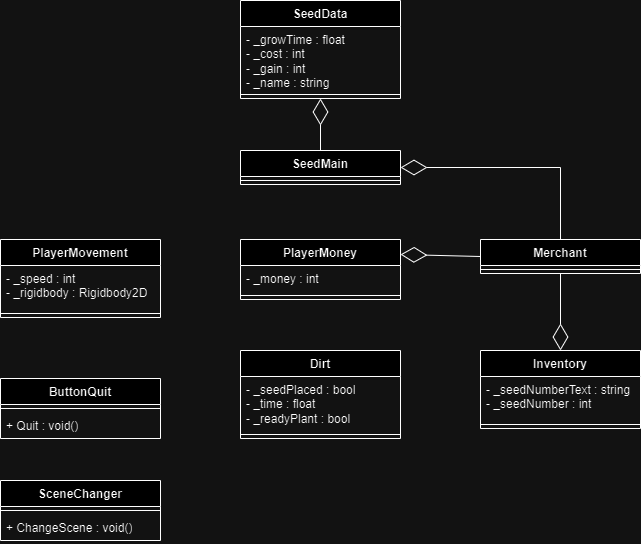 SeedData
- _growTime : float
- _cost : int
- _gain : int
- _name : string
SeedMain
PlayerMovement
- _speed : int
- _rigidbody : Rigidbody2D
PlayerMoney
- _money : int
Merchant
ButtonQuit
+ Quit : void()
Dirt
- _seedPlaced : bool
- _time : float
- _readyPlant : bool
Inventory
- _seedNumberText : string
- _seedNumber : int
SceneChanger
+ ChangeScene : void()